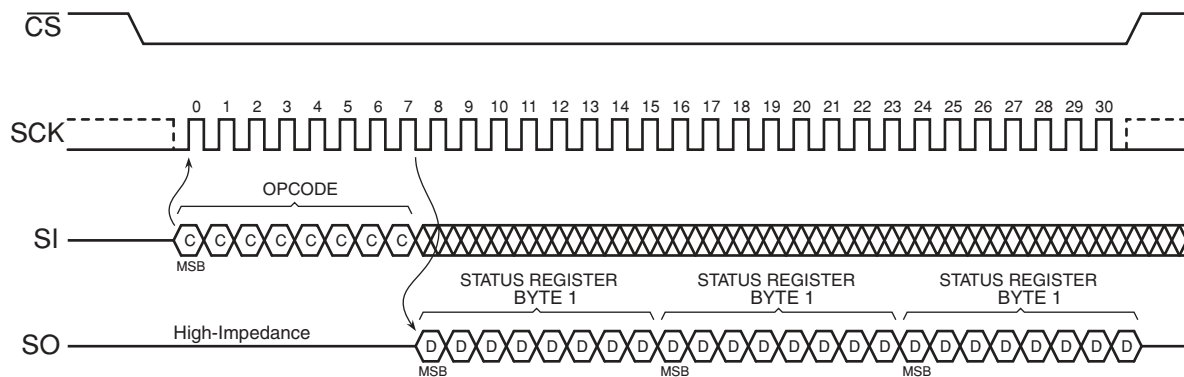 CS
SCK
0 1 2 3 4 5 6 7 8 9 10 11 12 13 14 15 16 17 18 19 20 21 22 23 24 25 26 27 28 29 30
OPCODE
SI
C C C C C C C C
MSB
STATUS REGISTER
BYTE 1
STATUS REGISTER
BYTE 1
STATUS REGISTER
BYTE 1
SO
High-Impedance
D D D D D D D D D D D D D D D D D D D D D D D D
MSB MSB MSB